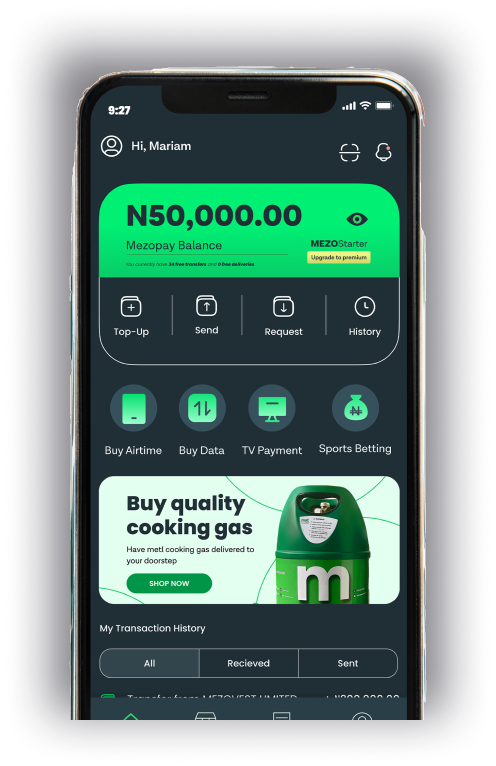 9:27
Hi, Mariam
N50,000.00
Mezopay Balance
MEZOStarter
You currently have 24 free transfers and 0 free deliveries
Upgrade to premium
Top-Up
Send
Request
History
Buy Airtime
Buy Data
TV Payment
Sports Betting
Buy quality
cooking gas
Have metl cooking gas delivered to
your doorstep
SHOP NOW
m
My Transaction History
All
Recieved
Sent
Transfer from MEZOVEST LIMITED